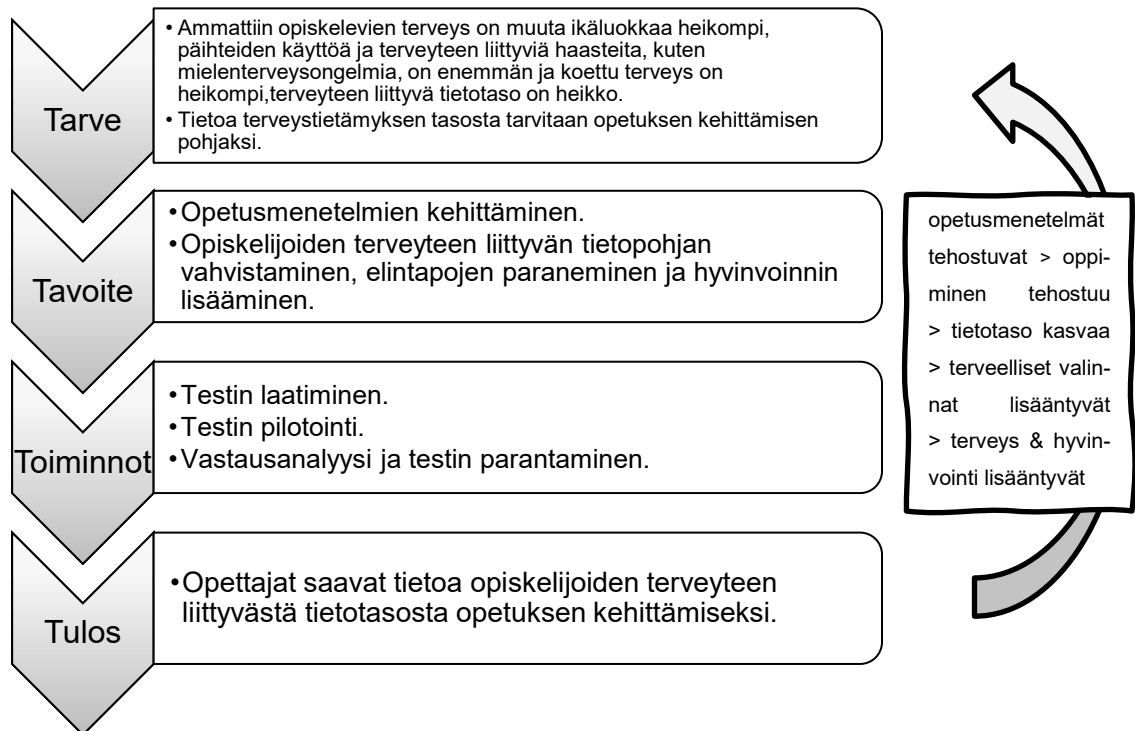 Tarve
• Ammattiin opiskelevien terveys on muuta ikäluokkaa heikompi,
päihteiden käyttöä ja terveyteen liittyviä haasteita, kuten
mielenterveysongelmia, on enemmän ja koettu terveys on
heikompi,terveyteen liittyvä tietotaso on heikko.
• Tietoa terveystietämyksen tasosta tarvitaan opetuksen kehittämisen
pohjaksi.
Tavoite
•Opetusmenetelmien kehittäminen.
•Opiskelijoiden terveyteen liittyvän tietopohjan
vahvistaminen, elintapojen paraneminen ja hyvinvoinnin
lisääminen.
Toiminnot
•Testin laatiminen.
•Testin pilotointi.
•Vastausanalyysi ja testin parantaminen.
Tulos
•Opettajat saavat tietoa opiskelijoiden terveyteen
liittyvästä tietotasosta opetuksen kehittämiseksi.
opetusmenetelmät
tehostuvat > oppi-
minen tehostuu
> tietotaso kasvaa
> terveelliset valin-
nat lisääntyvät
> terveys & hyvin-
vointi lisääntyvät